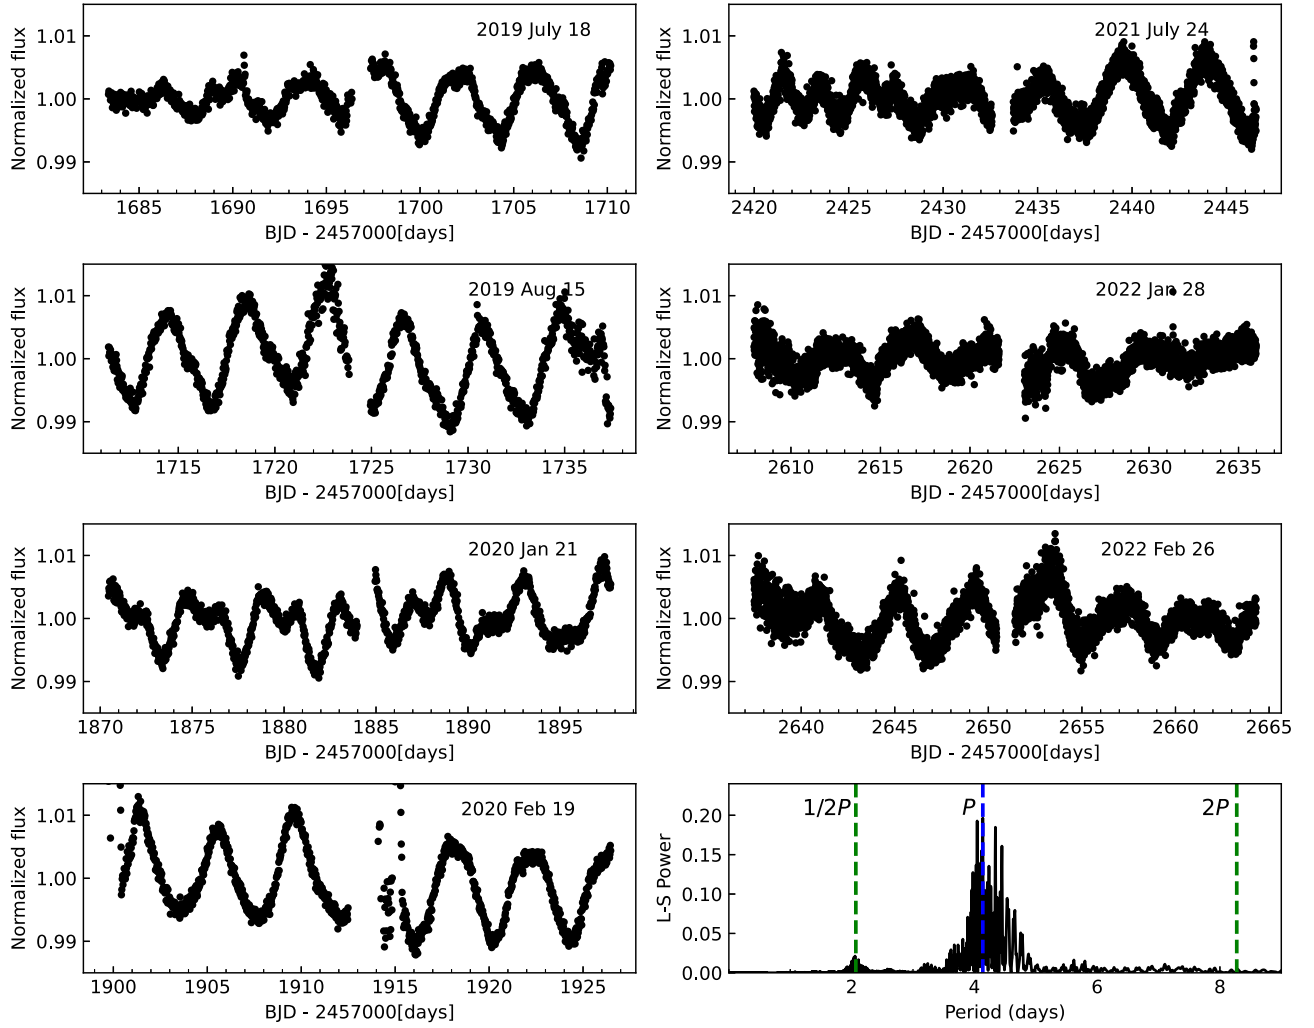 2019 July 18
Normalized flux
1.01
1.00
0.99
1685 1690 1695 1700 1705 1710
BJD - 2457000[days]
2021 July 24
Normalized flux
1.01
1.00
0.99
2420 2425 2430 2435 2440 2445
BJD - 2457000[days]
2019 Aug 15
Normalized flux
1.01
1.00
0.99
1715 1720 1725 1730 1735
BJD - 2457000[days]
2022 Jan 28
Normalized flux
1.01
1.00
0.99
2610 2615 2620 2625 2630 2635
BJD - 2457000[days]
2020 Jan 21
Normalized flux
1.01
1.00
0.99
1870 1875 1880 1885 1890 1895
BJD - 2457000[days]
2022 Feb 26
Normalized flux
1.01
1.00
0.99
2640 2645 2650 2655 2660 2665
BJD - 2457000[days]
2020 Feb 19
Normalized flux
1.01
1.00
0.99
1900 1905 1910 1915 1920 1925
BJD - 2457000[days]
1/2P P 2P
L-S Power
0.20
0.15
0.10
0.05
0.00
2 4 6 8
Period (days)